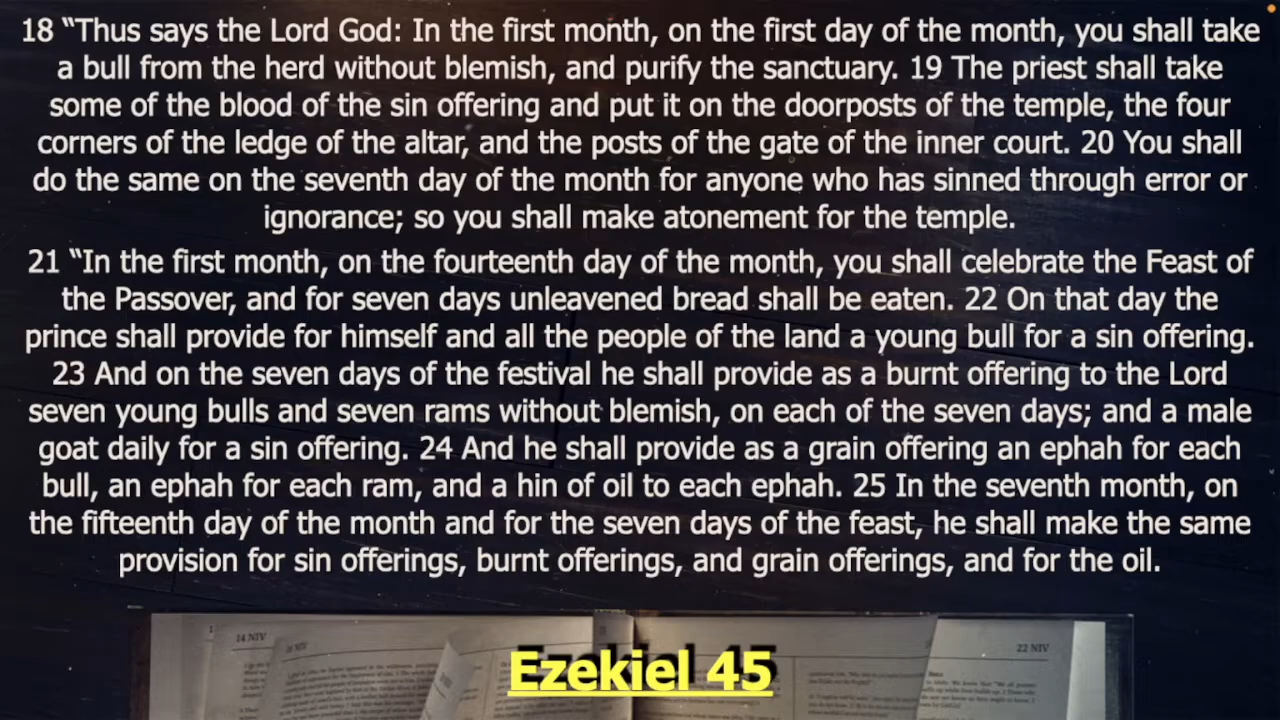 18 “Thus says the Lord God: In the first month, on the first day of the month, you shall take
a bull from the herd without blemish, and purify the sanctuary. 19 The priest shall take
some of the blood of the sin offering and put it on the doorposts of the temple, the four
corners of the ledge of the altar, and the posts of the gate of the inner court. 20 You shall
do the same on the seventh day of the month for anyone who has sinned through error or
ignorance; so you shall make atonement for the temple.
21 “In the first month, on the fourteenth day of the month, you shall celebrate the Feast of
the Passover, and for seven days unleavened bread shall be eaten. 22 On that day the
prince shall provide for himself and all the people of the land a young bull for a sin offering.
23 And on the seven days of the festival he shall provide as a burnt offering to the Lord
seven young bulls and seven rams without blemish, on each of the seven days; and a male
goat daily for a sin offering. 24 And he shall provide as a grain offering an ephah for each
bull, an ephah for each ram, and a hin of oil to each ephah. 25 In the seventh month, on
the fifteenth day of the month and for the seven days of the feast, he shall make the same
provision for sin offerings, burnt offerings, and grain offerings, and for the oil.
14 NIV
22 NIV
Ezekiel 45